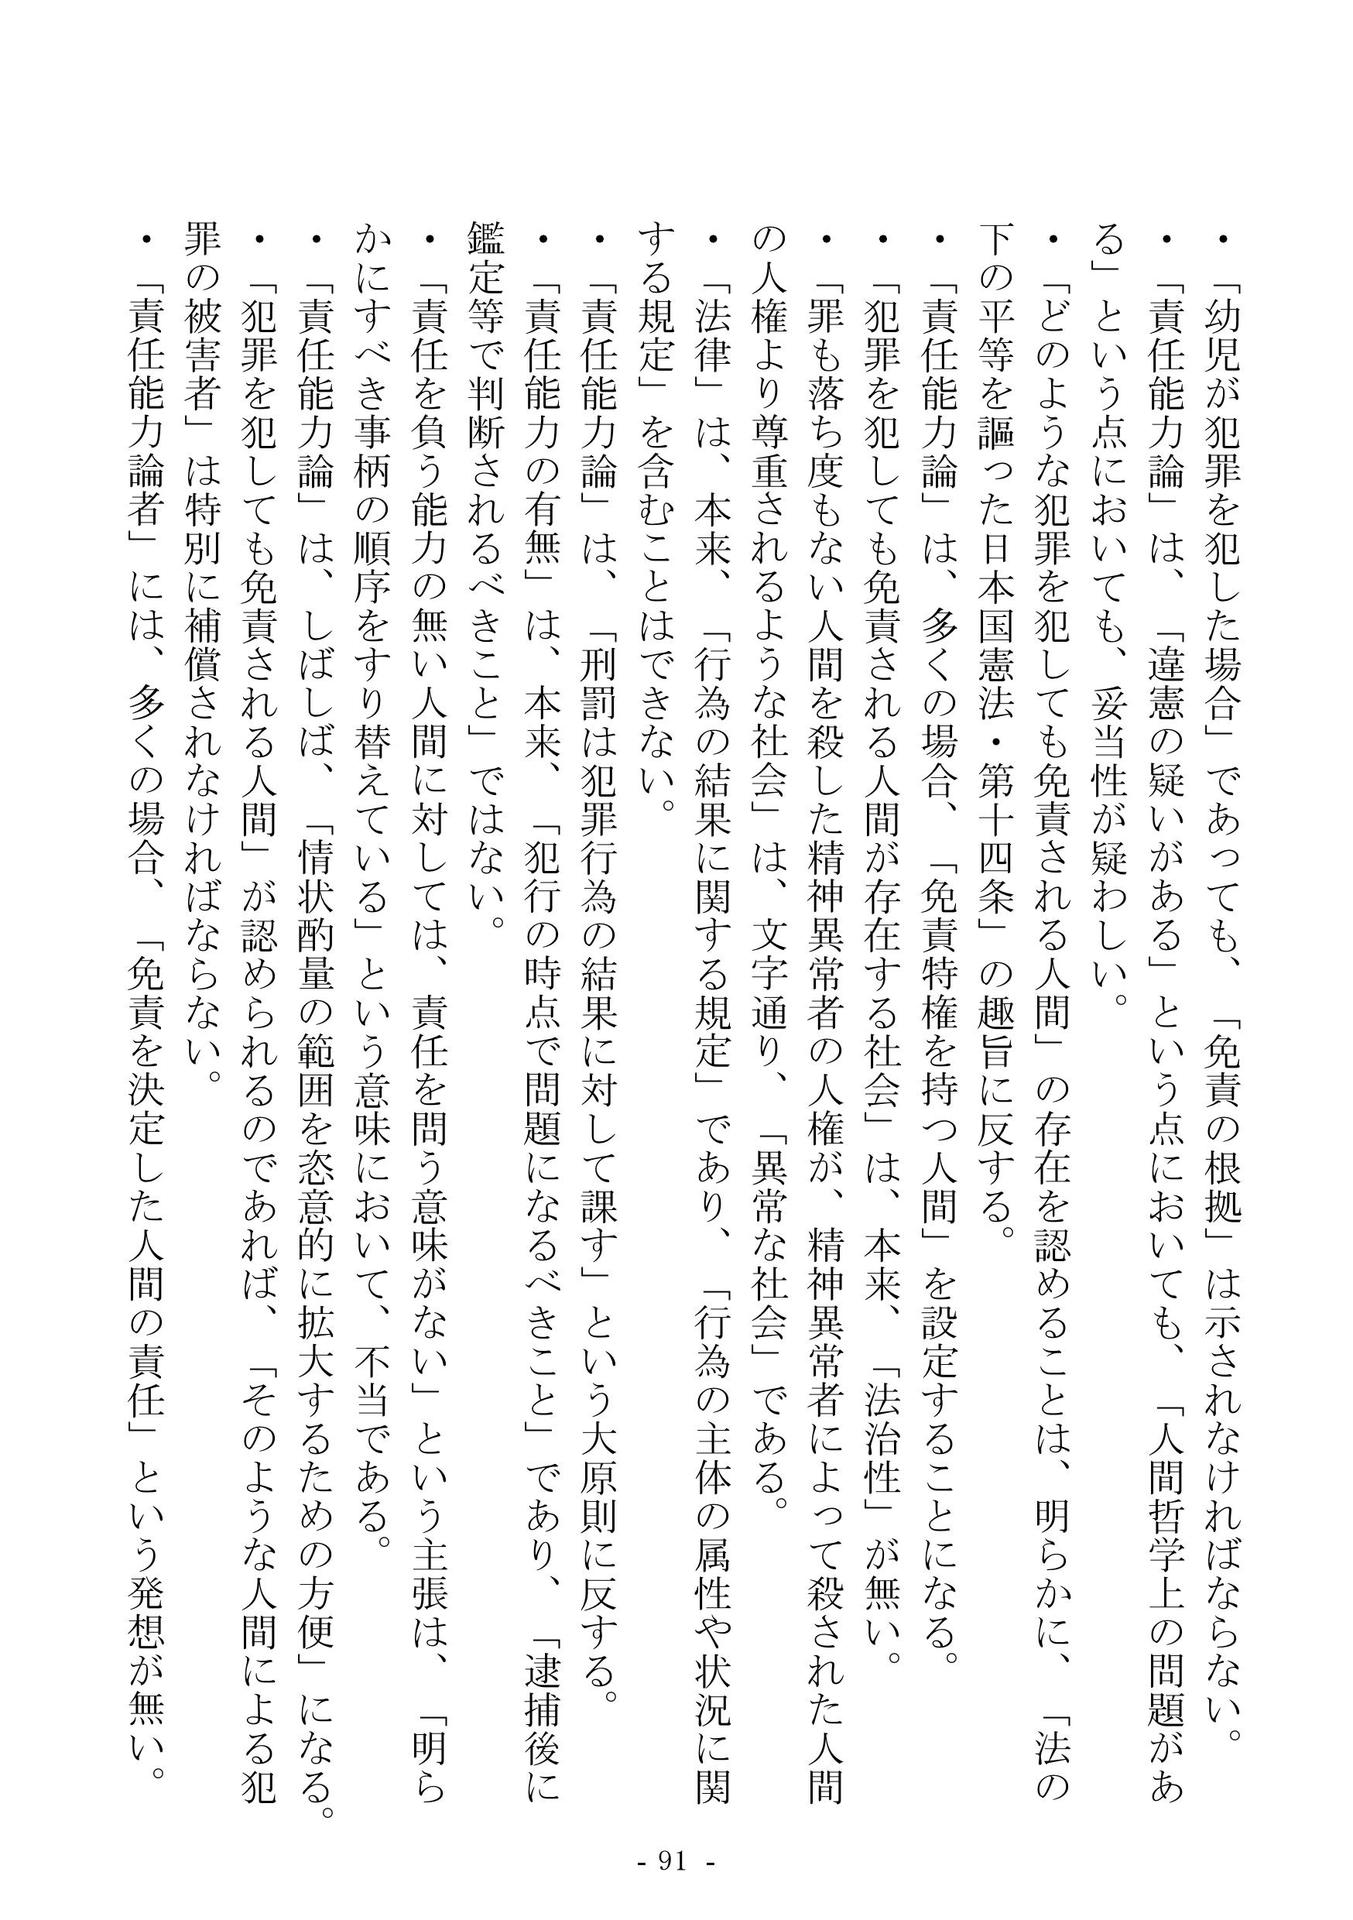 ・「幼児が犯罪を犯した場合」であっても、「免責の根拠」は示されなければならない。
・「責任能力論」は、「違憲の疑いがある」という点においても、「人間哲学上の問題があ
る」という点においても、妥当性が疑わしい。
・「どのような犯罪を犯しても免責される人間」の存在を認めることは、明らかに、「法の
下の平等を謳った日本国憲法・第十四条」の趣旨に反する。
・「責任能力論」は、多くの場合、「免責特権を持つ人間」を設定することになる。
・「犯罪を犯しても免責される人間が存在する社会」は、本来、「法治性」が無い。
・「罪も落ち度もない人間を殺した精神異常者の人権が、精神異常者によって殺された人間
の人権より尊重されるような社会」は、文字通り、「異常な社会」である。
・「法律」は、本来、「行為の結果に関する規定」であり、「行為の主体の属性や状況に関
する規定」を含むことはできない。
・「責任能力論」は、「刑罰は犯罪行為の結果に対して課す」という大原則に反する。
・「責任能力の有無」は、本来、「犯行の時点で問題になるべきこと」であり、「逮捕後に
鑑定等で判断されるべきこと」ではない。
・「責任を負う能力の無い人間に対しては、責任を問う意味がない」という主張は、「明ら
かにすべき事柄の順序をすり替えている」という意味において、不当である。
・「責任能力論」は、しばしば、「情状酌量の範囲を恣意的に拡大するための方便」になる。
・「犯罪を犯しても免責される人間」が認められるのであれば、「そのような人間による犯
罪の被害者」は特別に補償されなければならない。
・「責任能力論者」には、多くの場合、「免責を決定した人間の責任」という発想が無い。
- 91 -